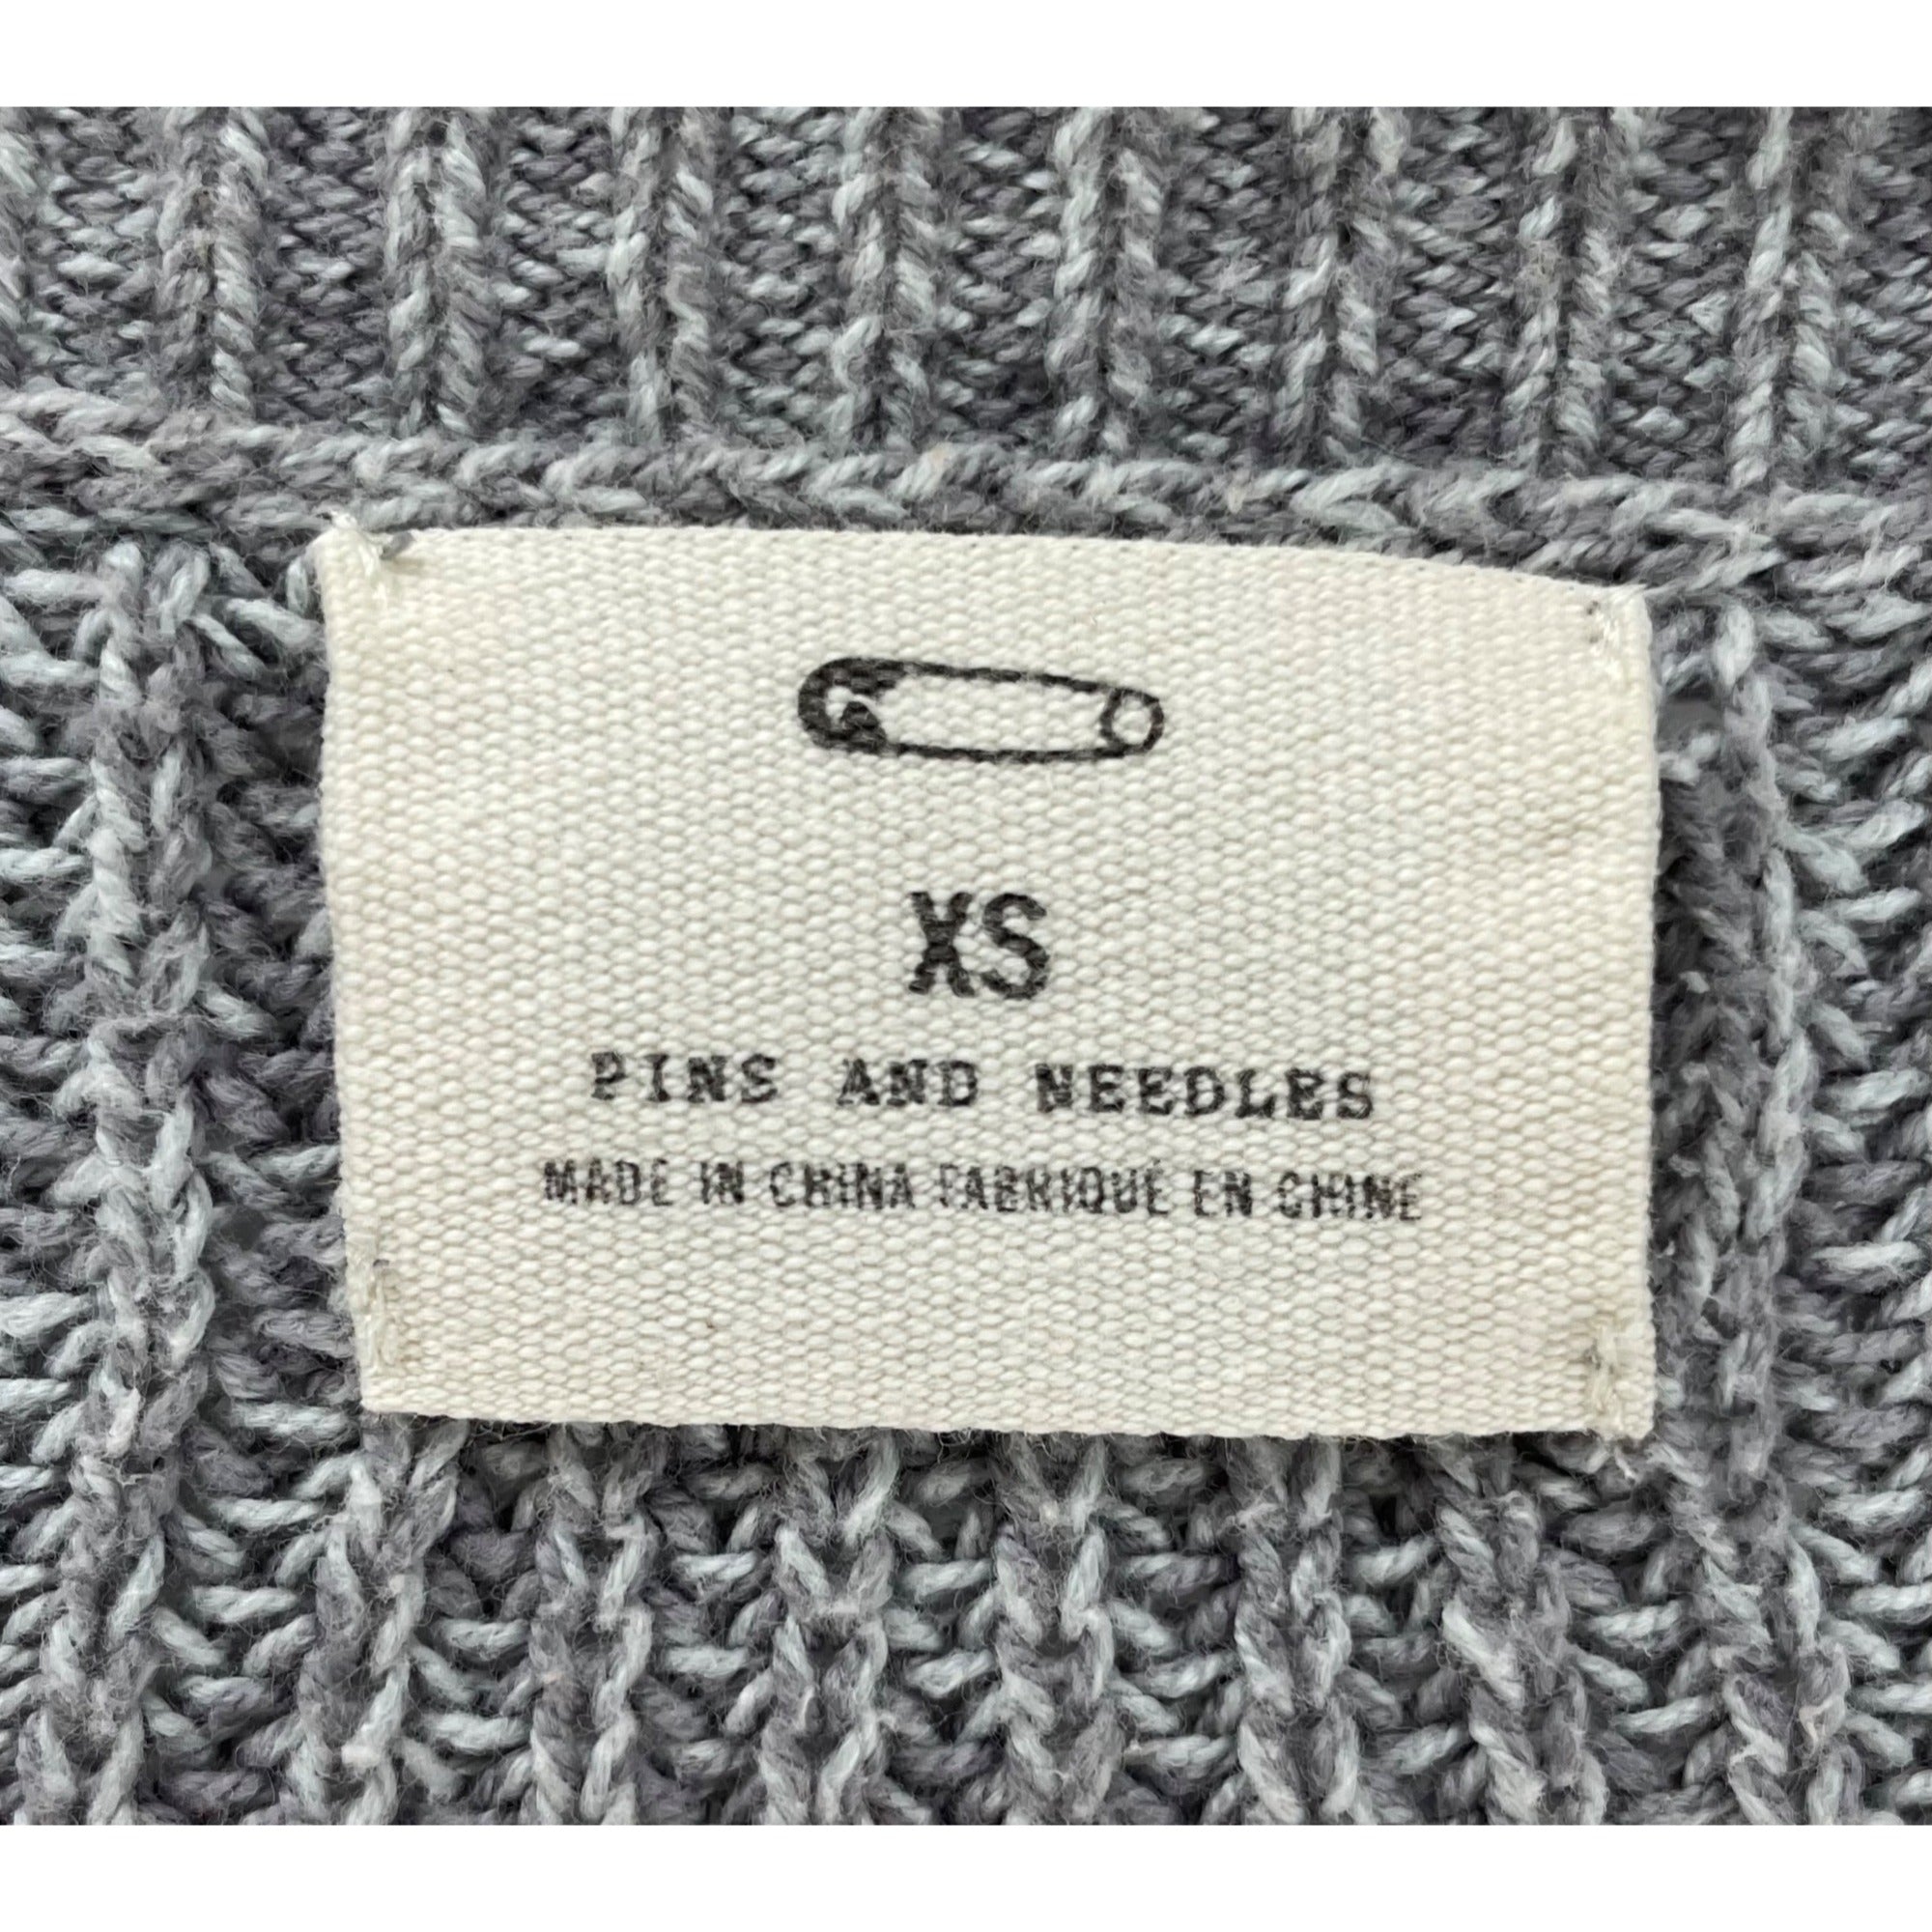 XS
PINS AND NEEDLES
MADE IN CHINA FABRIQUÉ EN CHINE